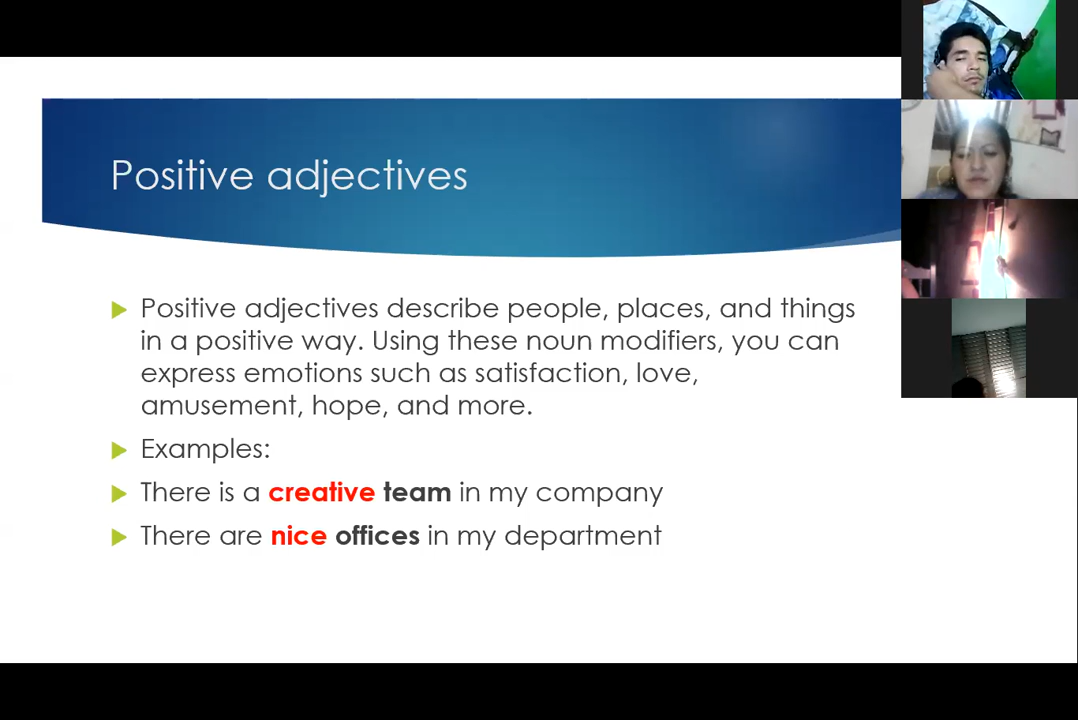 Positive adjectives
Positive adjectives describe people, places, and things
in a positive way. Using these noun modifiers, you can
express emotions such as satisfaction, love,
amusement, hope, and more.
Examples:
There is a creative team in my company
There are nice offices in my department